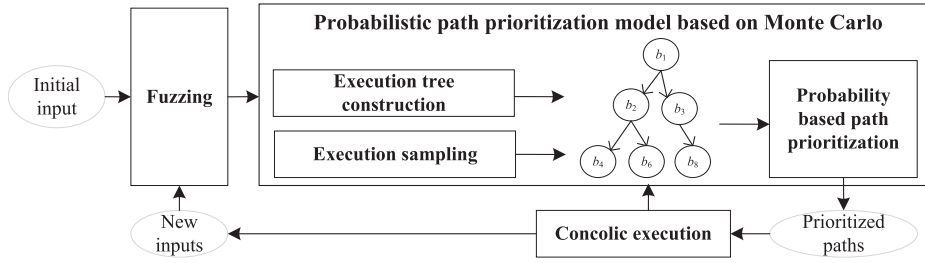 Probabilistic path prioritization model based on Monte Carlo
Initial
input
Fuzzing
Execution tree
construction
Execution sampling
b1
b2
b3
b4
b6
b8
Probability
based path
prioritization
New
inputs
Concolic execution
Prioritized
paths